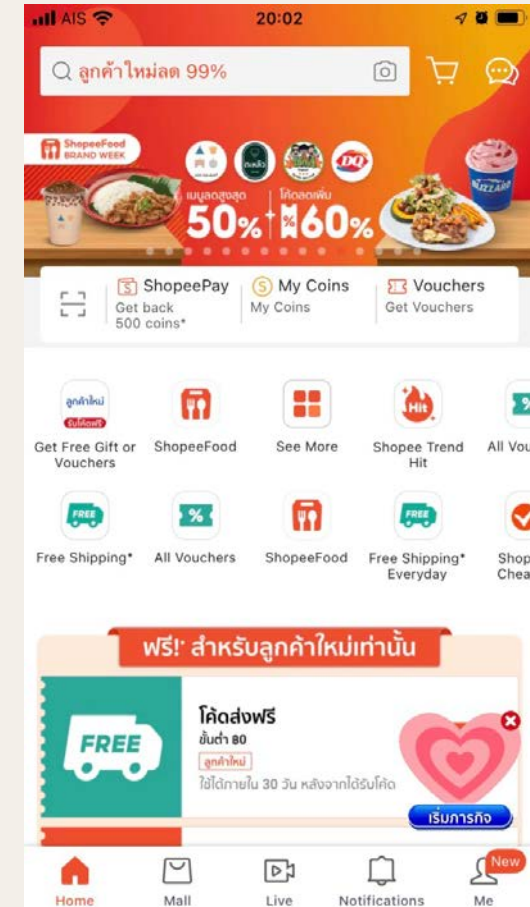 AIS
20:02
ลูกค้าใหม่ลด 99%
ShopeeFood
BRAND WEEK
DQ
เมนูลดสูงสุด
50%
+
โค้ดลดเพิ่ม
60%
BLIZZARD
ShopeePay
Get back
500 coins*
My Coins
My Coins
Vouchers
Get Vouchers
ลูกค้าใหม่
รับโค้ดฟรี
Get Free Gift or
Vouchers
ShopeeFood
See More
Hit
Shopee Trend
Hit
All Vou
FREE
Free Shipping*
%
All Vouchers
ShopeeFood
FREE
Free Shipping*
Everyday
Shop
Chea
ฟรี!* สำหรับลูกค้าใหม่เท่านั้น
FREE
โค้ดส่งฟรี
ขั้นต่ำ ฿0
ลูกค้าใหม่
ใช้ได้ภายใน 30 วัน หลังจากได้รับโค้ด
เริ่มภารกิจ
Home
Mall
Live
Notifications
New
Me